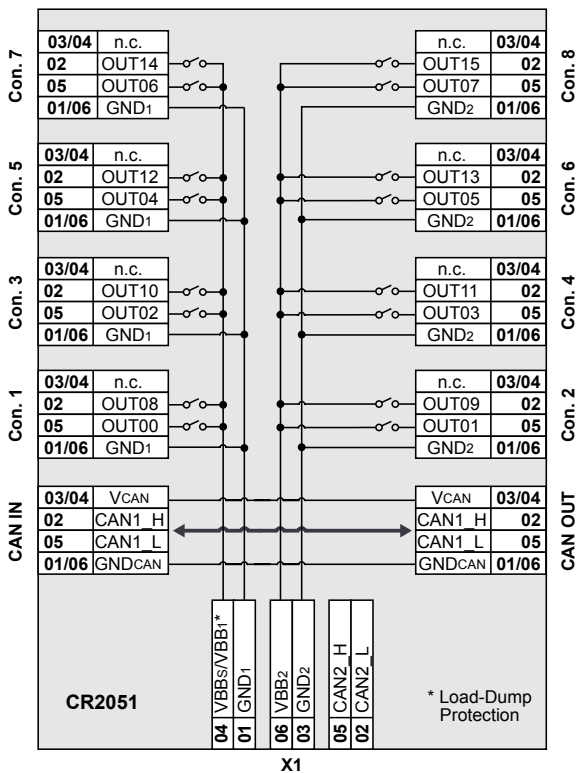 Con. 7
03/04 n.c.
02 OUT14
05 OUT06
01/06 GND1
n.c. 03/04
OUT15 02
OUT07 05
GND2 01/06
Con. 8
Con. 5
03/04 n.c.
02 OUT12
05 OUT04
01/06 GND1
n.c. 03/04
OUT13 02
OUT05 05
GND2 01/06
Con. 6
Con. 3
03/04 n.c.
02 OUT10
05 OUT02
01/06 GND1
n.c. 03/04
OUT11 02
OUT03 05
GND2 01/06
Con. 4
Con. 1
03/04 n.c.
02 OUT08
05 OUT00
01/06 GND1
n.c. 03/04
OUT09 02
OUT01 05
GND2 01/06
Con. 2
CAN IN
03/04 VCAN
02 CAN1_H
05 CAN1_L
01/06 GNDCAN
VCAN 03/04
CAN1_H 02
CAN1_L 05
GNDCAN 01/06
CAN OUT
04 VBBS/VBB1*
01 GND1
06 VBB2
03 GND2
05 CAN2_H
02 CAN2_L
CR2051
* Load-Dump
Protection
X1